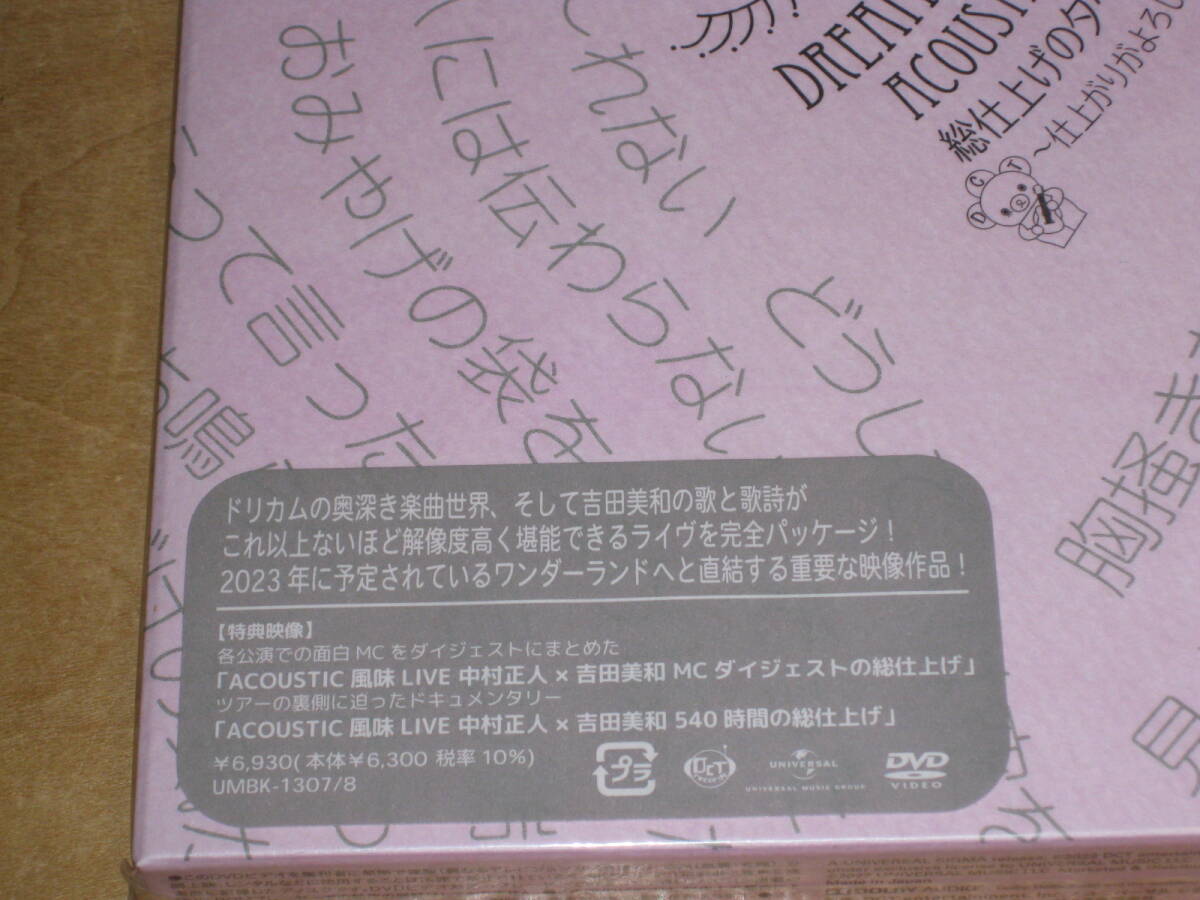 DREAM
ACOUSTI
総仕上げの夕
～仕上がりがよろし
D C T
しれない
には伝わらない
おみやげの袋を
って言った
鳴
どうし
胸掻き
見
ドリカムの奥深き楽曲世界、そして吉田美和の歌と歌詩が
これ以上ないほど解像度高く堪能できるライヴを完全パッケージ!
2023年に予定されているワンダーランドへと直結する重要な映像作品!
【特典映像】
各公演での面白MCをダイジェストにまとめた
「ACOUSTIC 風味 LIVE 中村正人 × 吉田美和 MC ダイジェストの総仕上げ」
ツアーの裏側に迫ったドキュメンタリー
「ACOUSTIC 風味 LIVE 中村正人 × 吉田美和 540 時間の総仕上げ」
¥6,930(本体¥6,300 税率10%)
UMBK-1307/8
プラ
DCT records
UNIVERSAL
UNIVERSAL MUSIC GROUP
DVD
VIDEO
Made in Japan